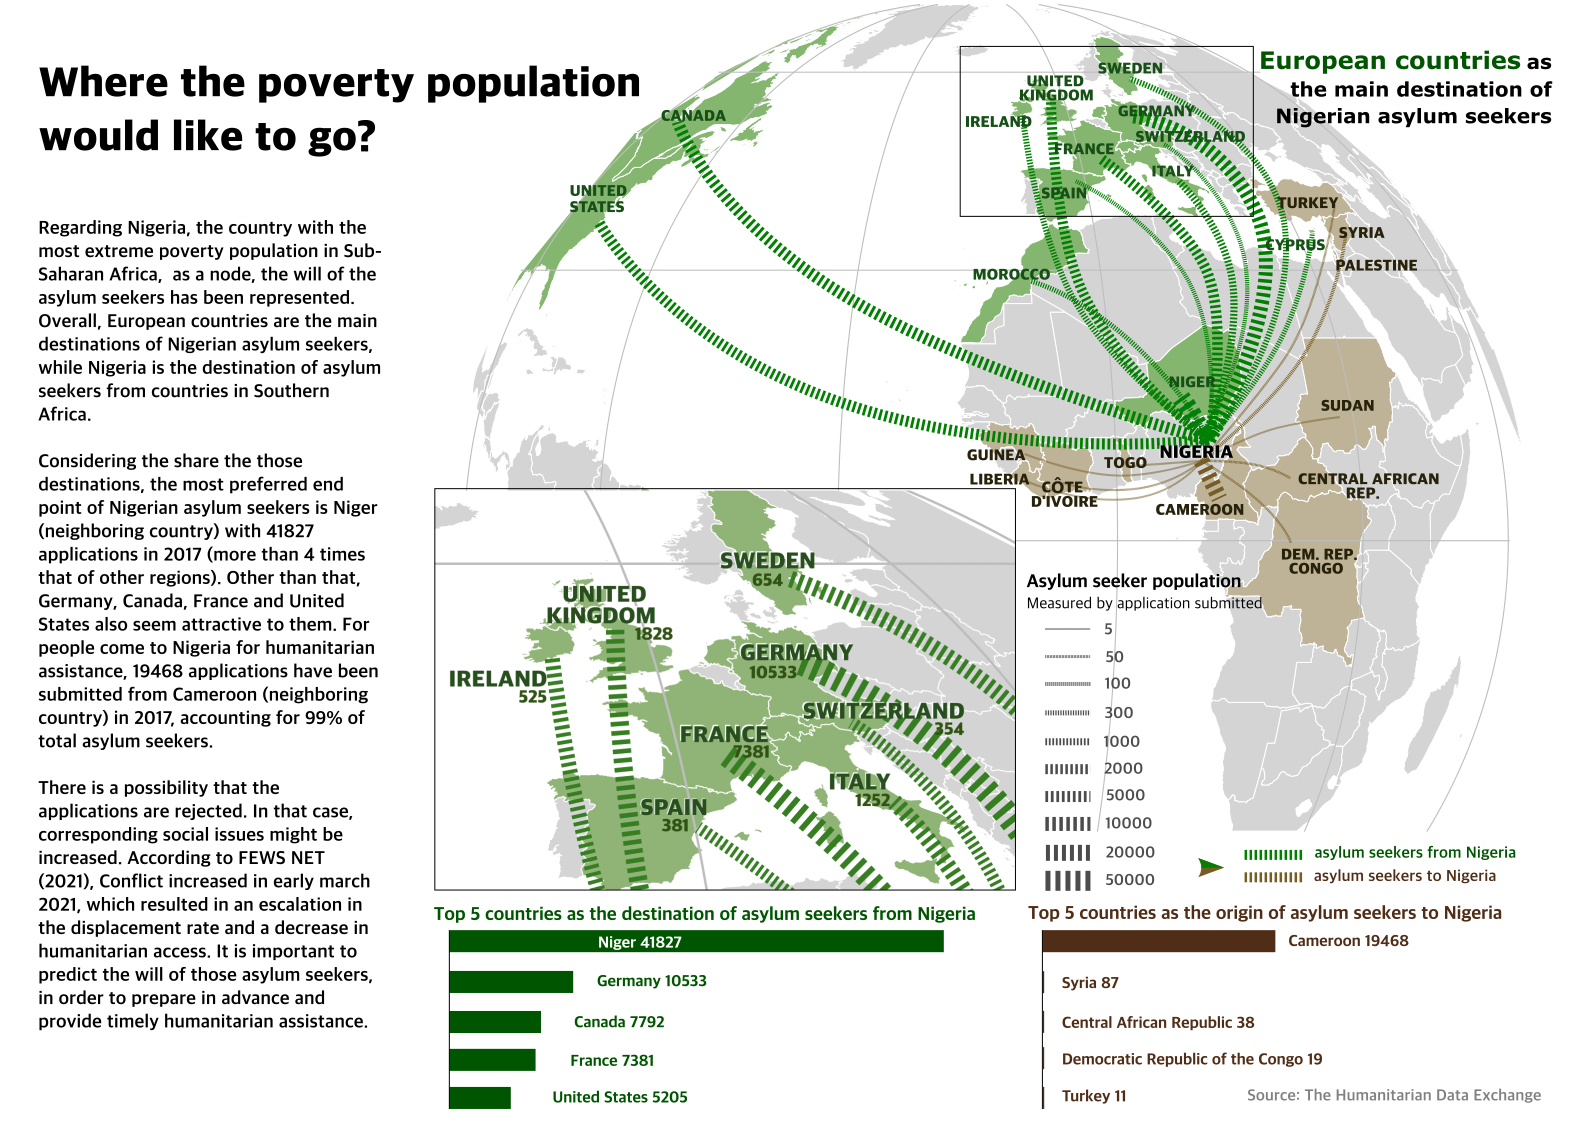 Where the poverty population
would like to go?
Regarding Nigeria, the country with the
most extreme poverty population in Sub-
Saharan Africa,  as a node, the will of the
asylum seekers has been represented.
Overall, European countries are the main
destinations of Nigerian asylum seekers,
while Nigeria is the destination of asylum
seekers from countries in Southern
Africa.
Considering the share the those
destinations, the most preferred end
point of Nigerian asylum seekers is Niger
(neighboring country) with 41827
applications in 2017 (more than 4 times
that of other regions). Other than that,
Germany, Canada, France and United
States also seem attractive to them. For
people come to Nigeria for humanitarian
assistance, 19468 applications have been
submitted from Cameroon (neighboring
country) in 2017, accounting for 99% of
total asylum seekers.
There is a possibility that the
applications are rejected. In that case,
corresponding social issues might be
increased. According to FEWS NET
(2021), Conflict increased in early march
2021, which resulted in an escalation in
the displacement rate and a decrease in
humanitarian access. It is important to
predict the will of those asylum seekers,
in order to prepare in advance and
provide timely humanitarian assistance.
European countries as
the main destination of
Nigerian asylum seekers
CANADA
UNITED
STATES
SWEDEN
UNITED
KINGDOM
IRELAND
GERMANY
SWITZERLAND
FRANCE
ITALY
SPAIN
TURKEY
SYRIA
CYPRUS
PALESTINE
MOROCCO
NIGER
SUDAN
NIGERIA
GUINEA
TOGO
LIBERIA
CÔTE
D'IVOIRE
CENTRAL AFRICAN
REP.
CAMEROON
DEM. REP.
CONGO
SWEDEN
654
UNITED
KINGDOM
1828
IRELAND
525
GERMANY
10533
SWITZERLAND
354
FRANCE
7381
ITALY
1252
SPAIN
381
Asylum seeker population
Measured by application submitted
5
50
100
300
1000
2000
5000
10000
20000
50000
asylum seekers from Nigeria
asylum seekers to Nigeria
Top 5 countries as the destination of asylum seekers from Nigeria
Niger 41827
Germany 10533
Canada 7792
France 7381
United States 5205
Top 5 countries as the origin of asylum seekers to Nigeria
Cameroon 19468
Syria 87
Central African Republic 38
Democratic Republic of the Congo 19
Turkey 11
Source: The Humanitarian Data Exchange